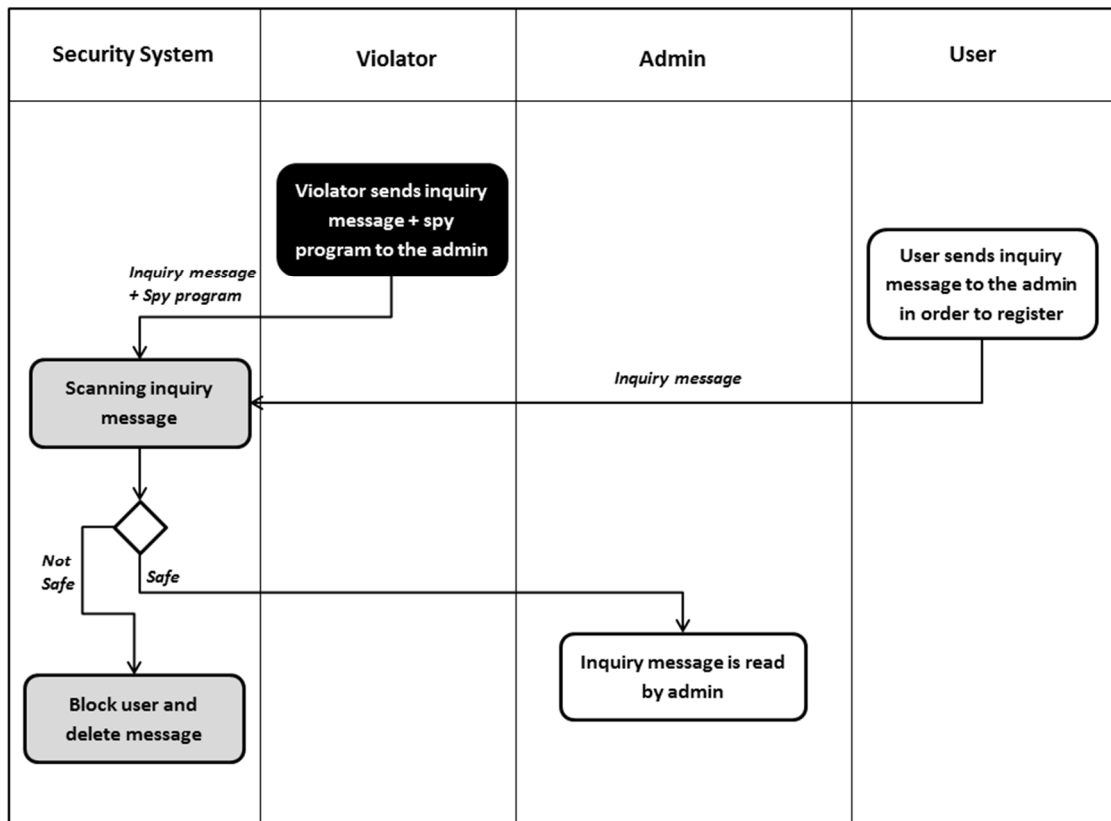 Security System
Violator
Admin
User
Violator sends inquiry
message + spy
program to the admin
User sends inquiry
message to the admin
in order to register
Inquiry message
+ Spy program
Scanning inquiry
message
Inquiry message
Not
Safe
Safe
Inquiry message is read
by admin
Block user and
delete message